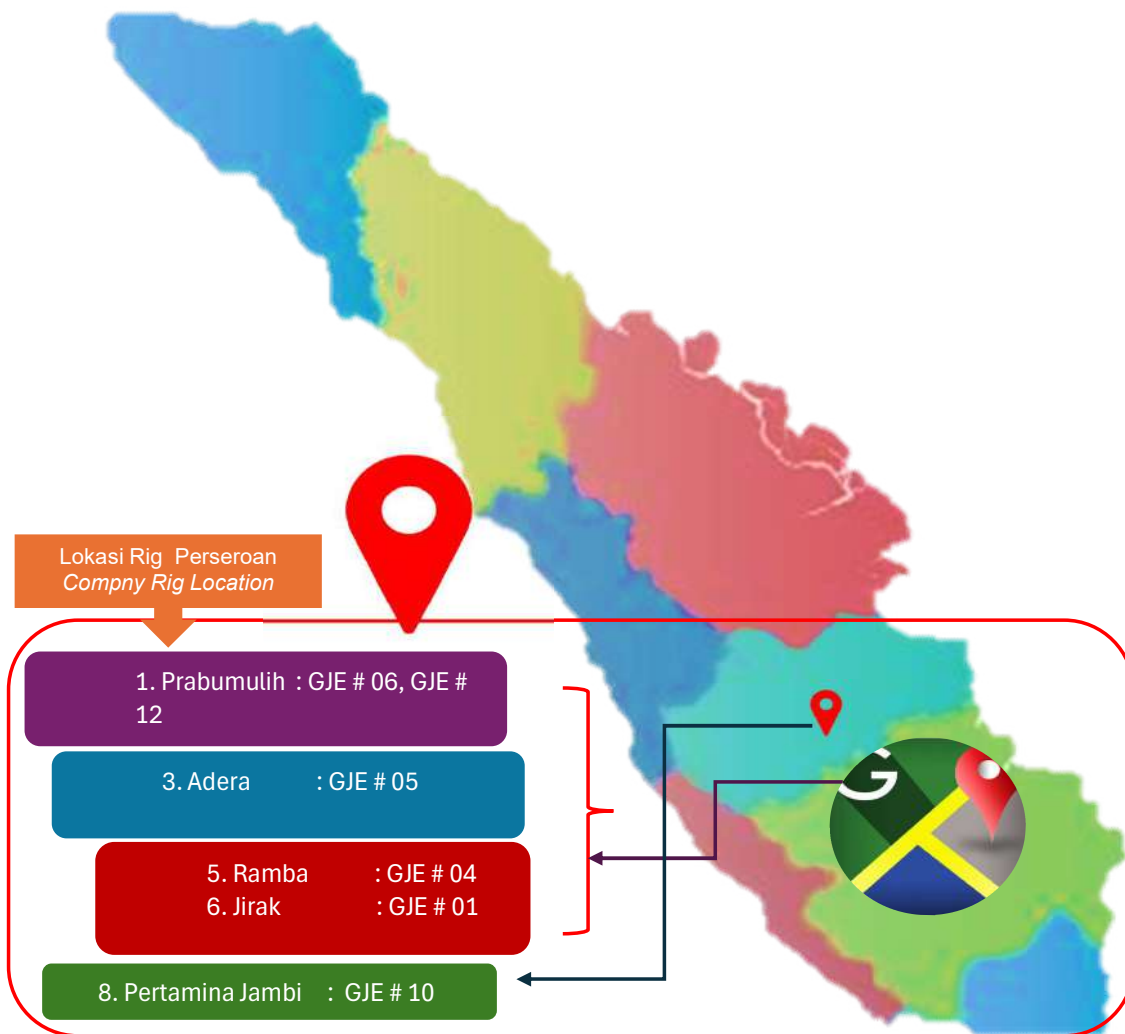 Lokasi Rig Perseroan
Compny Rig Location
1. Prabumulih : GJE # 06, GJE #
12
3. Adera : GJE # 05
5. Ramba : GJE # 04
6. Jirak : GJE # 01
8. Pertamina Jambi : GJE # 10
G